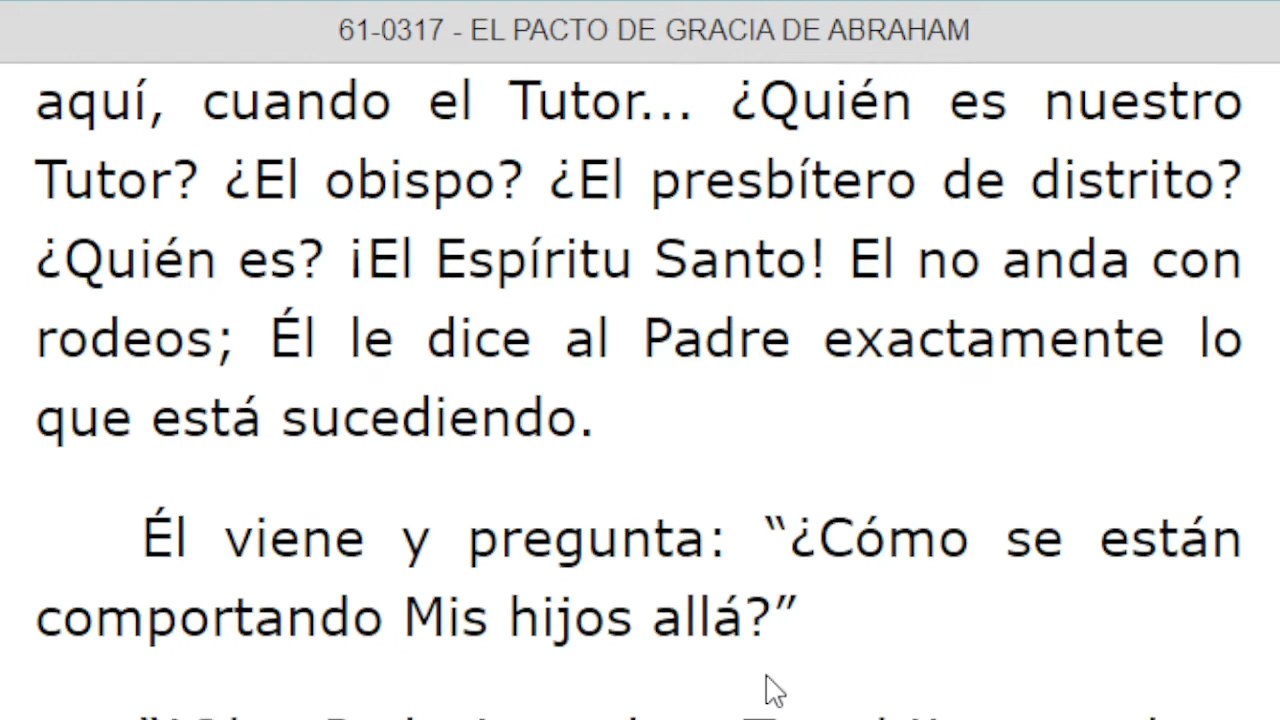 61-0317 - EL PACTO DE GRACIA DE ABRAHAM
aquí, cuando el Tutor... ¿Quién es nuestro
Tutor? ¿El obispo? ¿El presbítero de distrito?
¿Quién es? ¡El Espíritu Santo! El no anda con
rodeos; Él le dice al Padre exactamente lo
que está sucediendo.
Él viene y pregunta: “¿Cómo se están
comportando Mis hijos allá?”